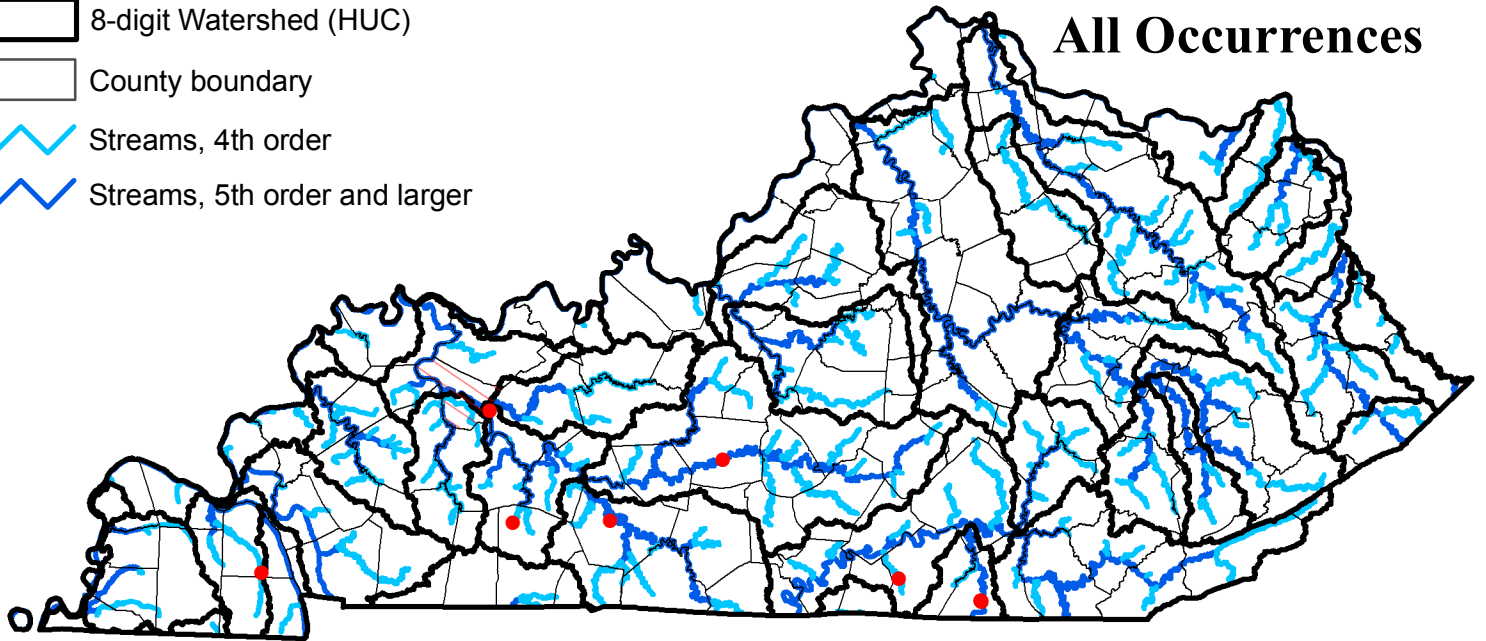 8-digit Watershed (HUC)
All Occurrences
County boundary
Streams, 4th order
Streams, 5th order and larger